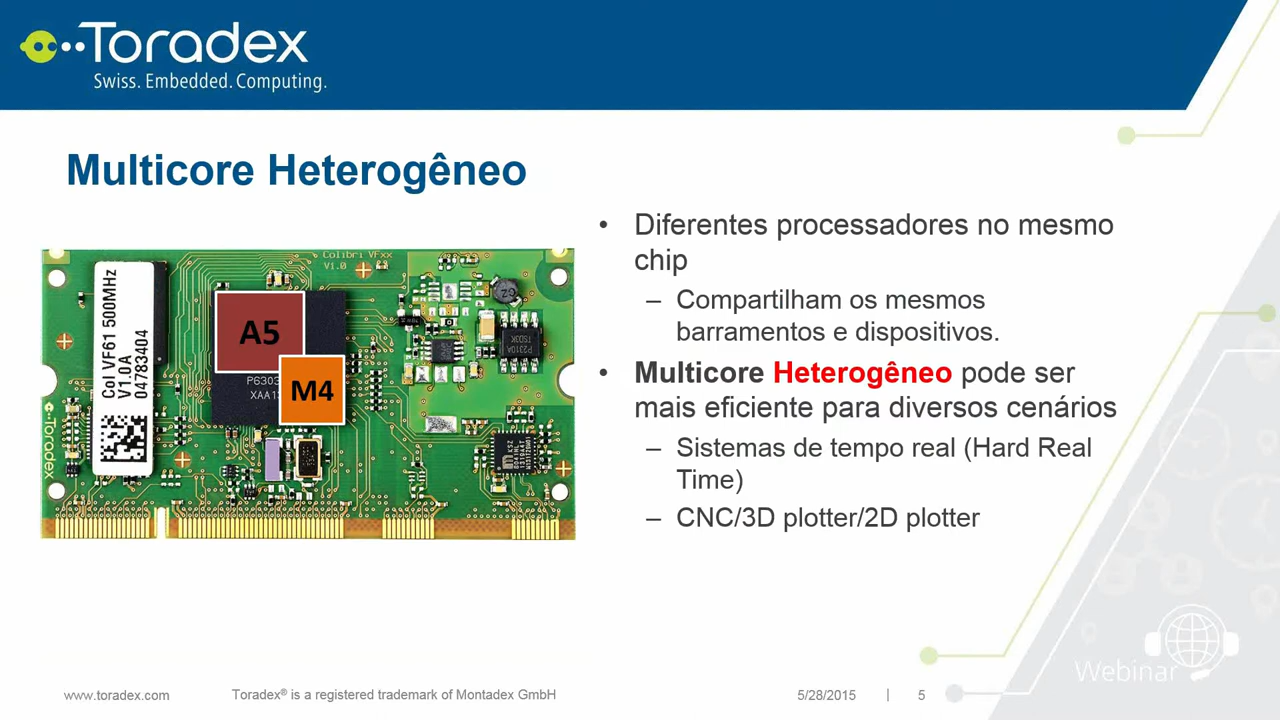 Toradex
Swiss. Embedded. Computing.
Multicore Heterogêneo
Colibri VFxx
V1.0
Col VF61 500MHz
V1.0A
04783404
A5
M4
P2310A
Toradex
• Diferentes processadores no mesmo
chip
– Compartilham os mesmos
barramentos e dispositivos.
• Multicore Heterogêneo pode ser
mais eficiente para diversos cenários
– Sistemas de tempo real (Hard Real
Time)
– CNC/3D plotter/2D plotter
Webinar
www.toradex.com
Toradex® is a registered trademark of Montadex GmbH
5/28/2015 | 5